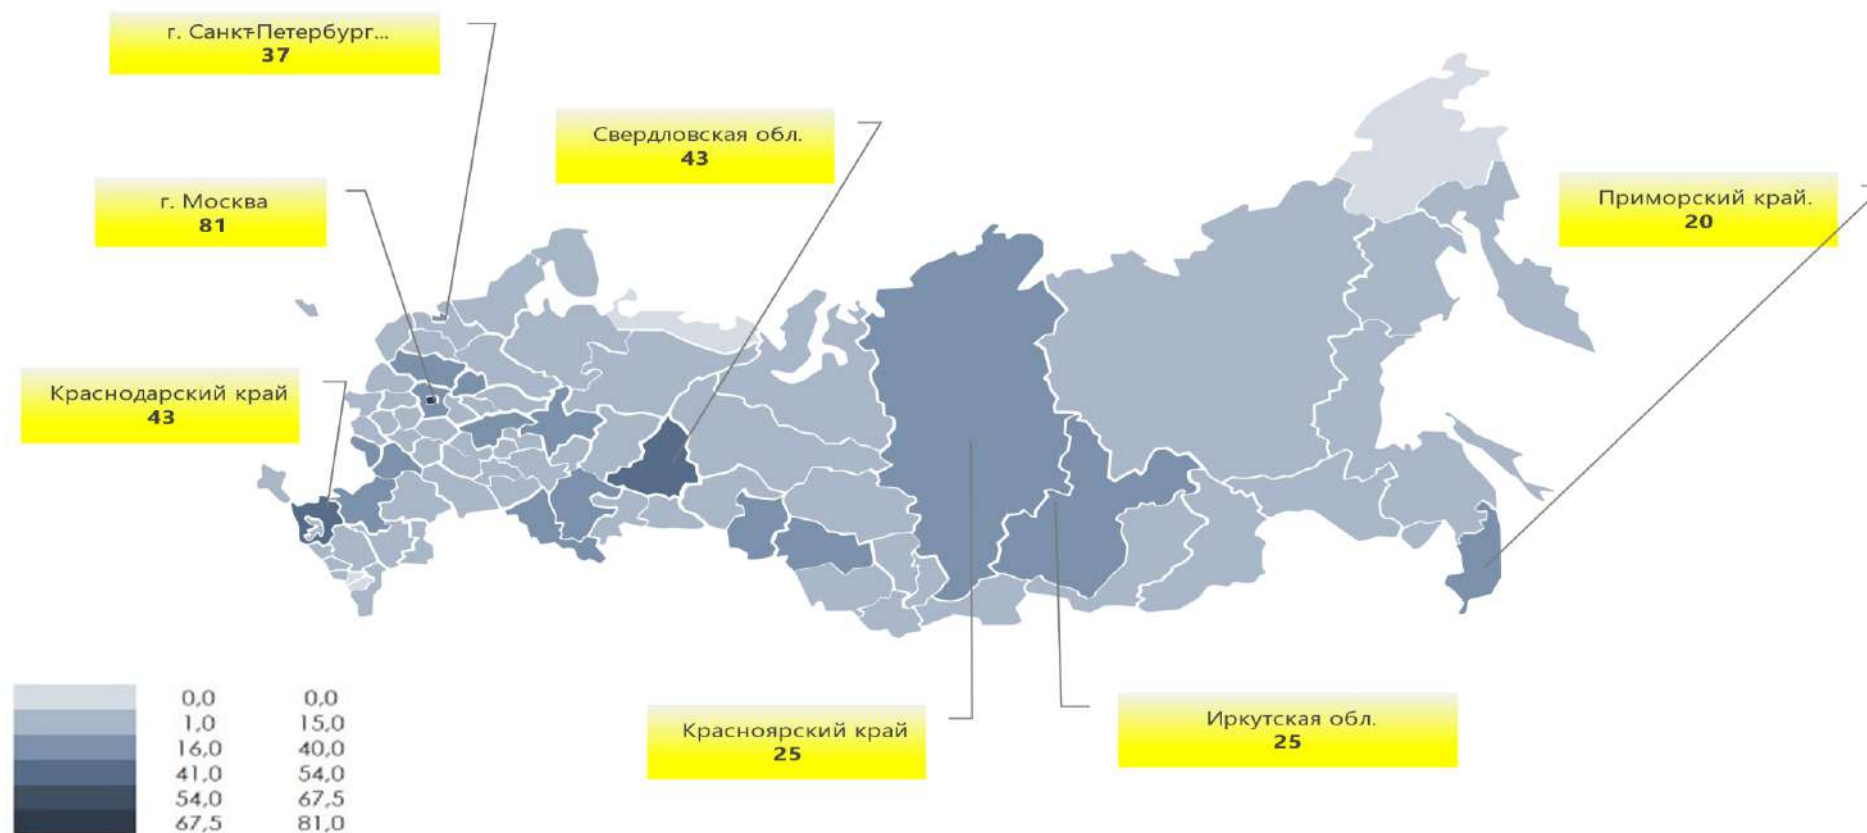 г. Санкт-Петербург...
37
Свердловская обл.
43
г. Москва
81
Приморский край.
20
Краснодарский край
43
Красноярский край
25
Иркутская обл.
25
0,0 0,0
1,0 15,0
16,0 40,0
41,0 54,0
54,0 67,5
67,5 81,0